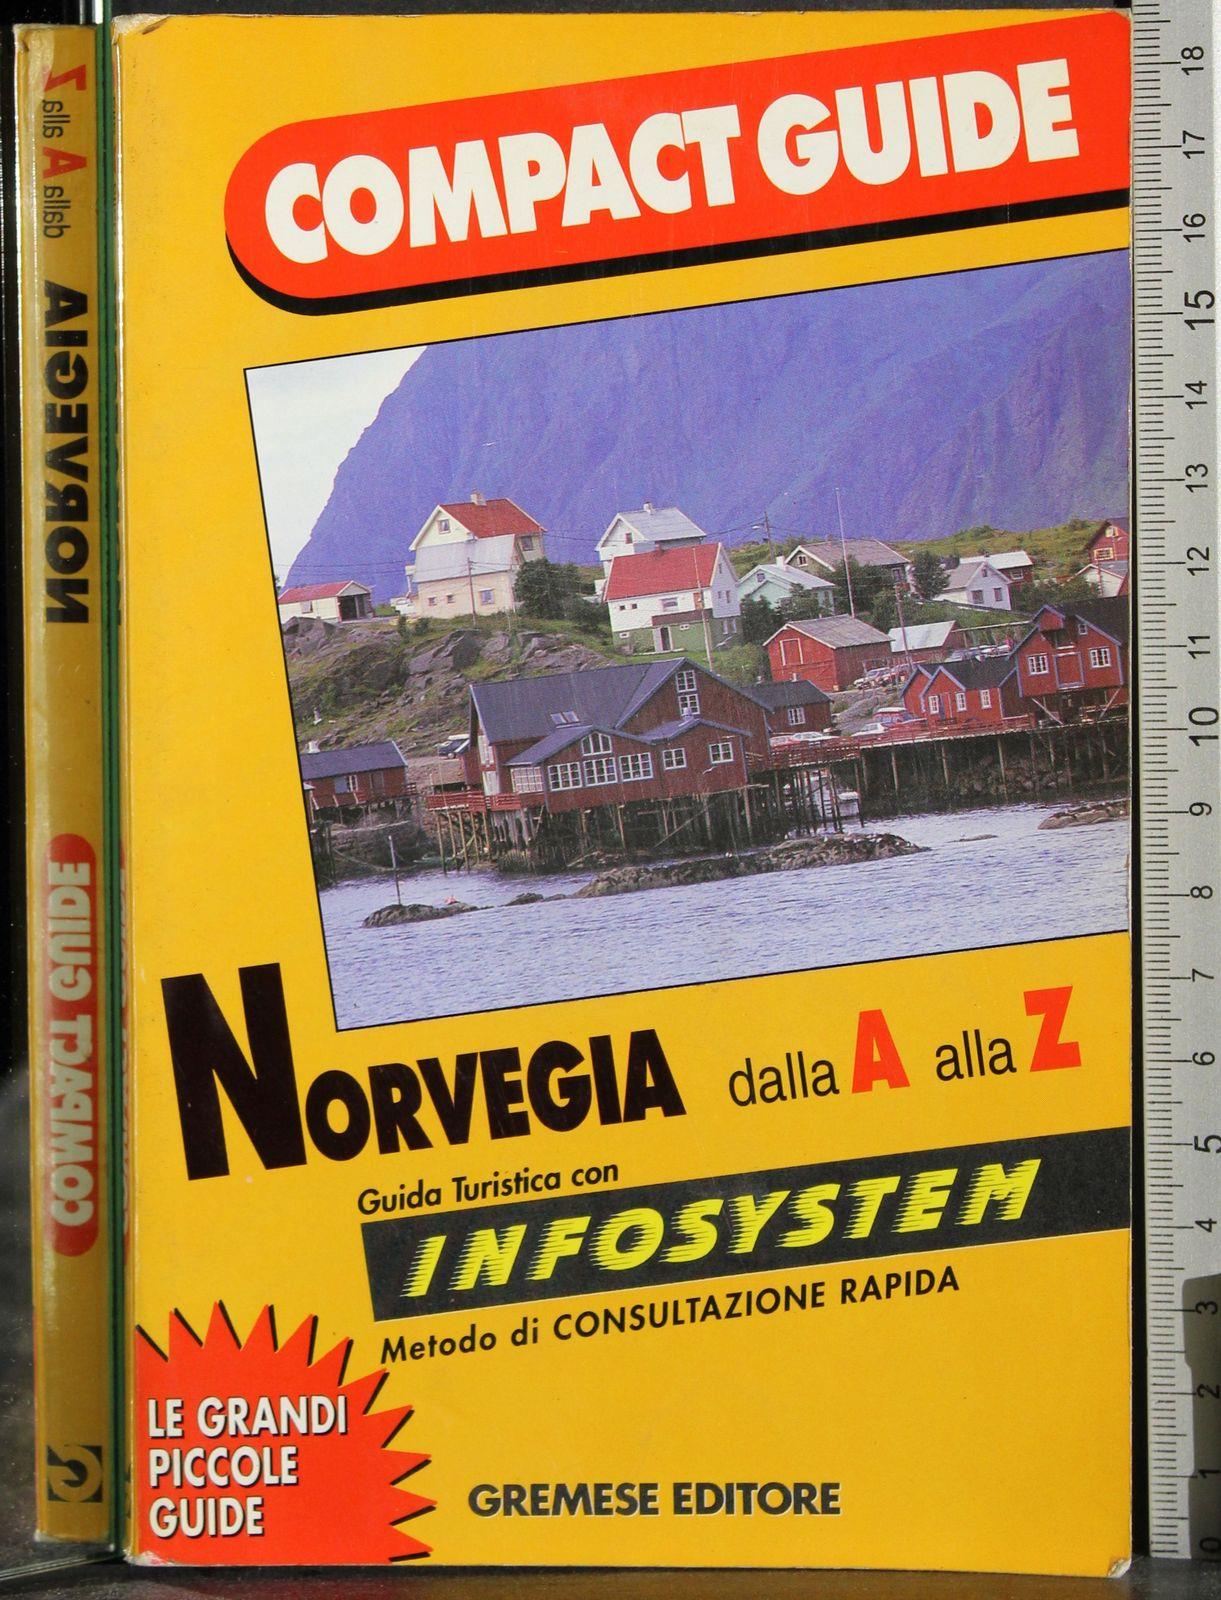 COMPACT GUIDE
NORVEGIA dalla A alla Z
Guida Turistica con
INFOSYSTEM
Metodo di CONSULTAZIONE RAPIDA
LE GRANDI
PICCOLE
GUIDE
GREMESE EDITORE
COMPACT GUIDE
NORVEGIA
dalla A alla Z
18
17
16
15
14
13
12
11
10
9
8
7
6
5
4
3
2
1
0